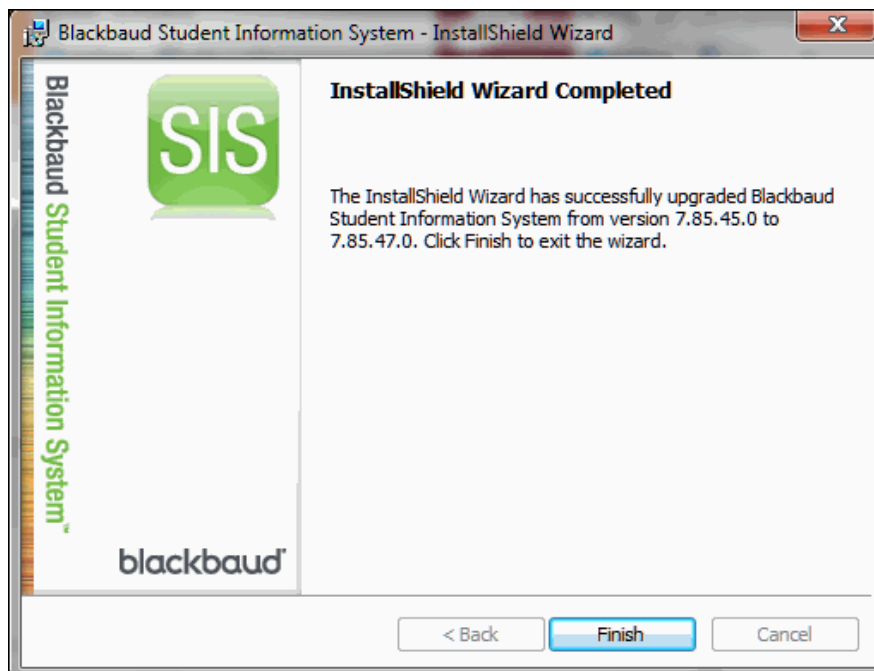 Blackbaud Student Information System - InstallShield Wizard
Blackbaud Student Information System™
SIS
blackbaud®
InstallShield Wizard Completed
The InstallShield Wizard has successfully upgraded Blackbaud
Student Information System from version 7.85.45.0 to
7.85.47.0. Click Finish to exit the wizard.
< Back
Finish
Cancel